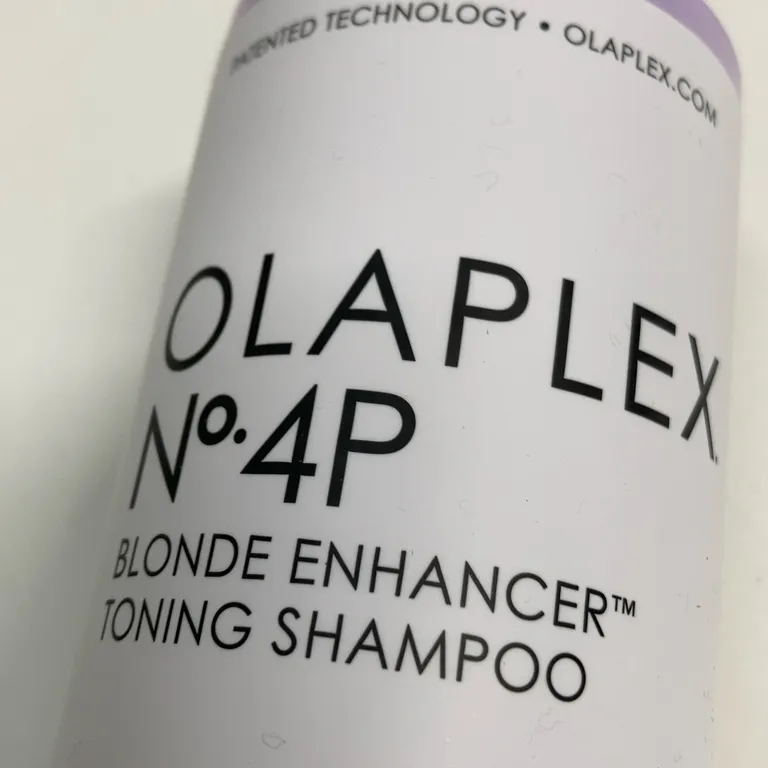 PATENTED TECHNOLOGY • OLAPLEX.COM
OLAPLEX.
Nº.4P
BLONDE ENHANCER™
TONING SHAMPOO